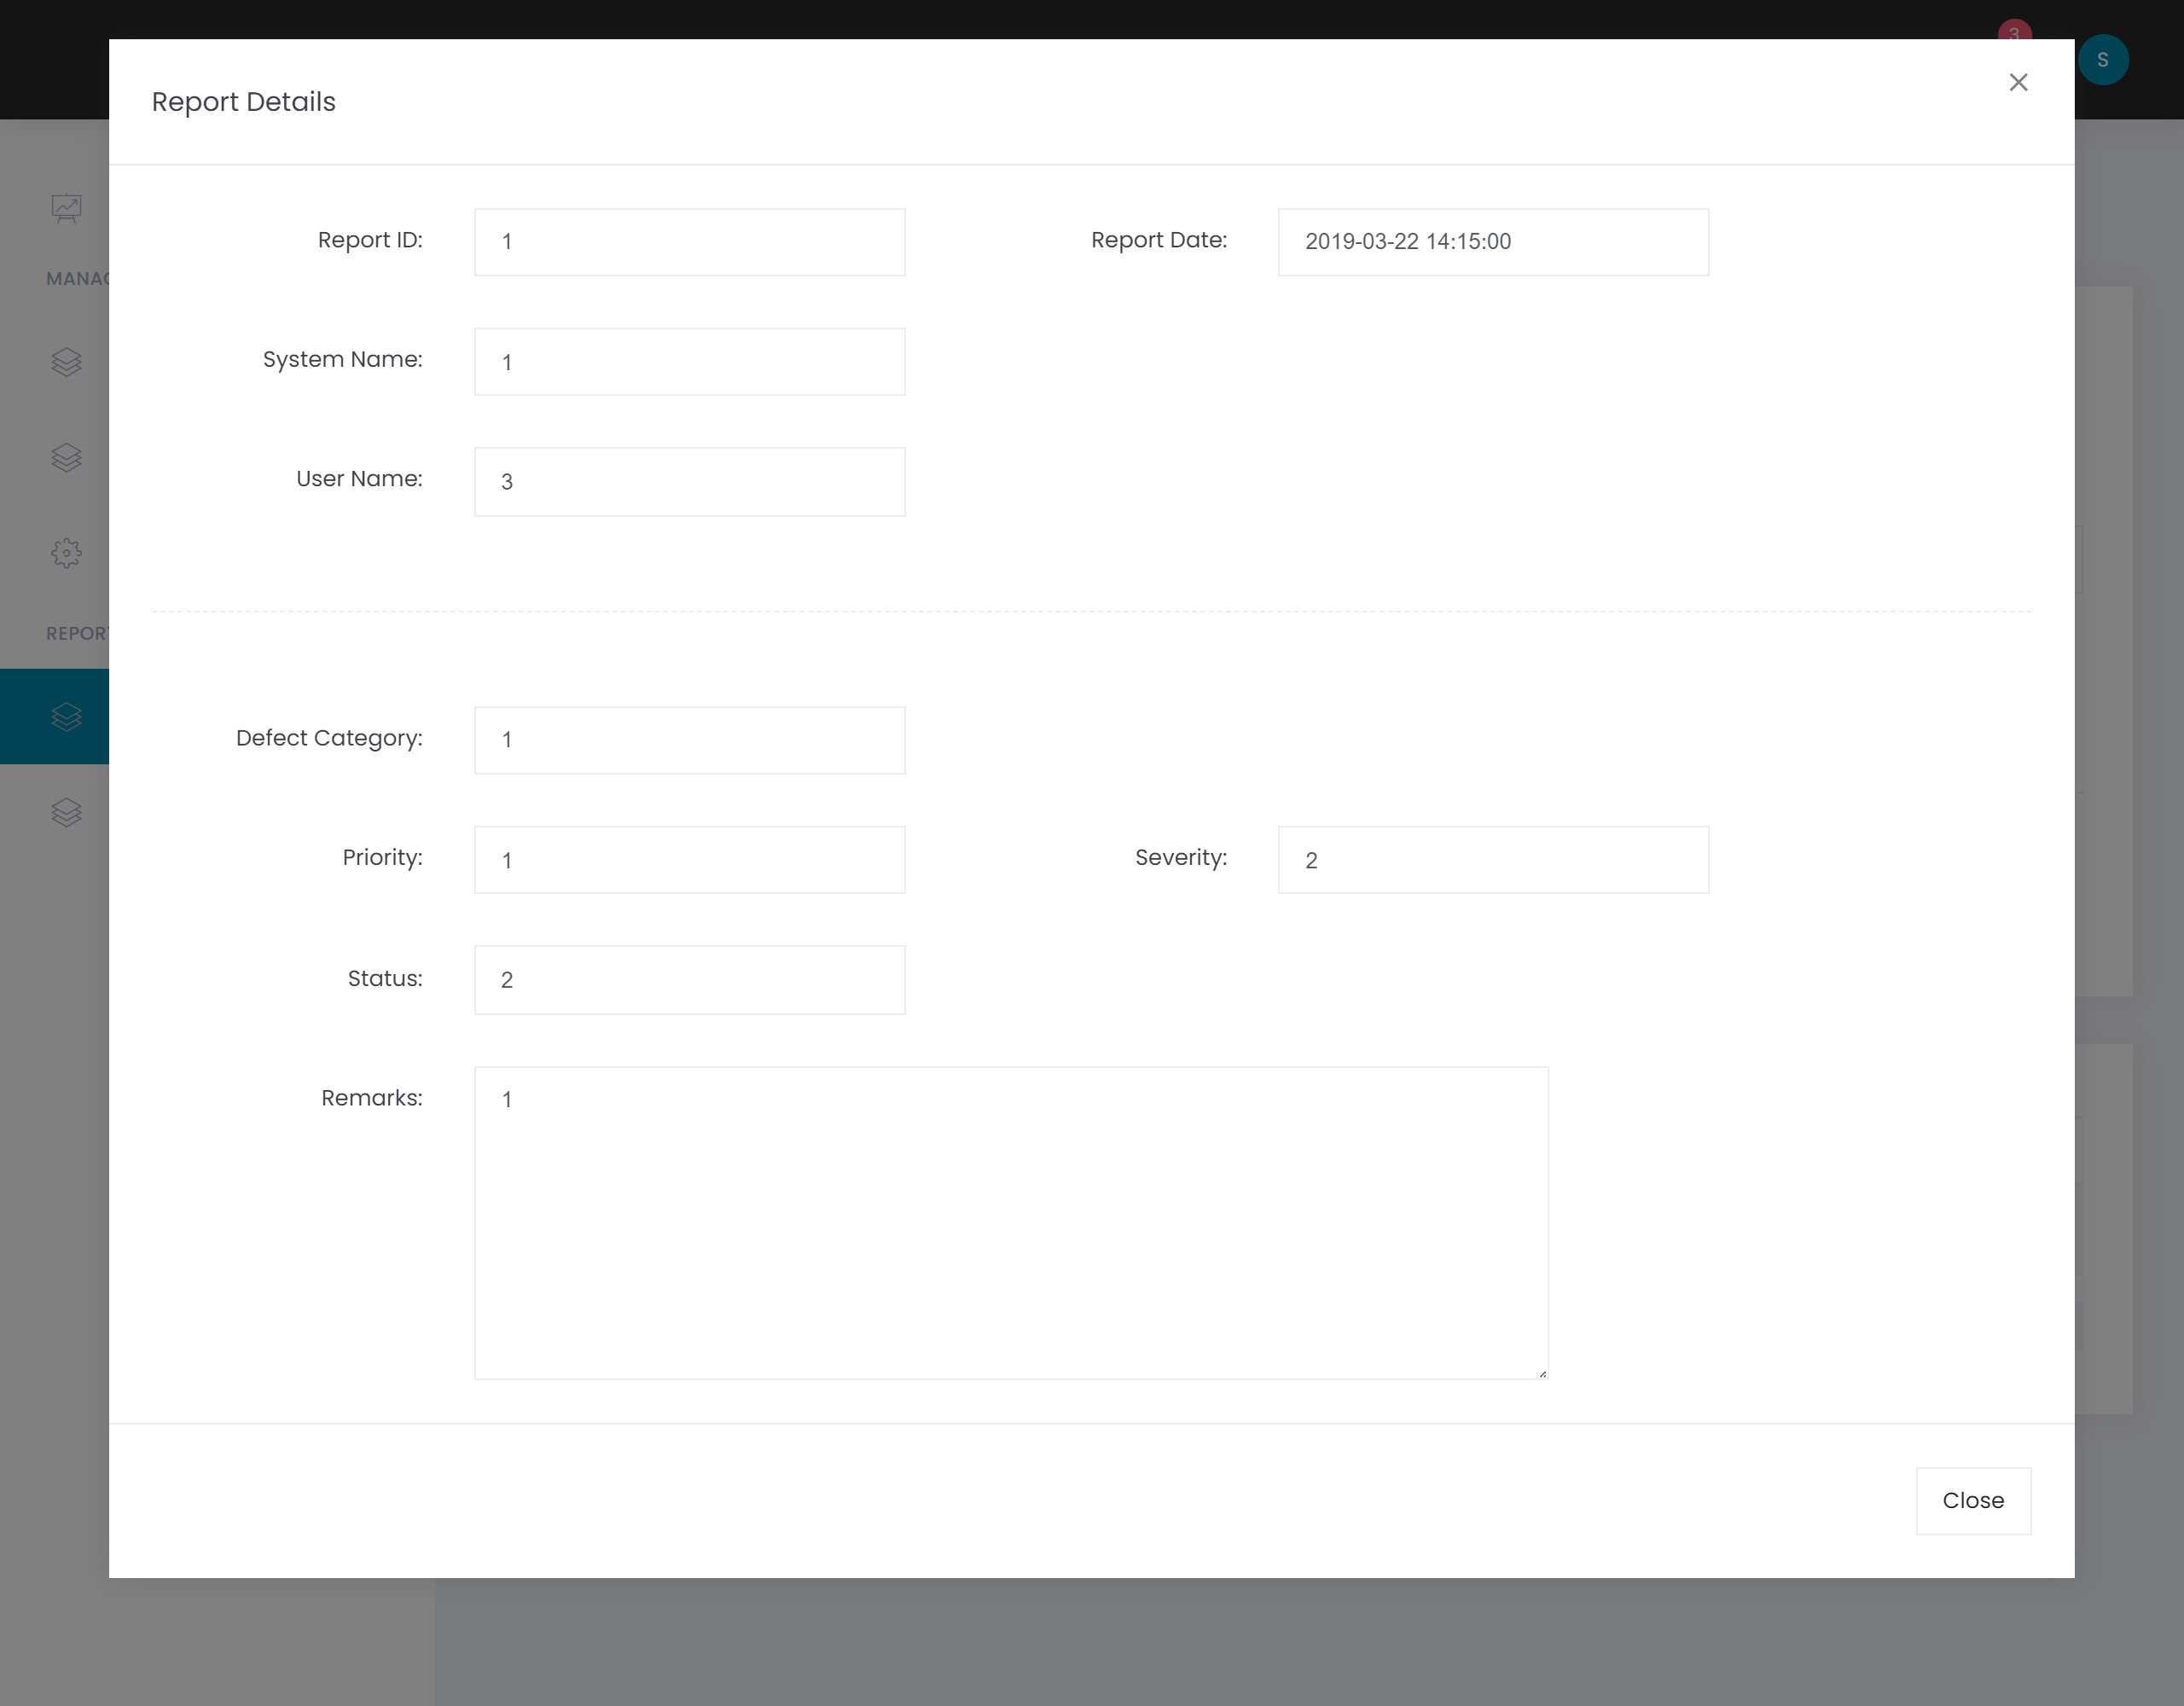 3
S
Report Details
Report ID: 1 Report Date: 2019-03-22 14:15:00
MANAG
System Name: 1
User Name: 3
REPOR
Defect Category: 1
Priority: 1 Severity: 2
Status: 2
Remarks: 1
Close